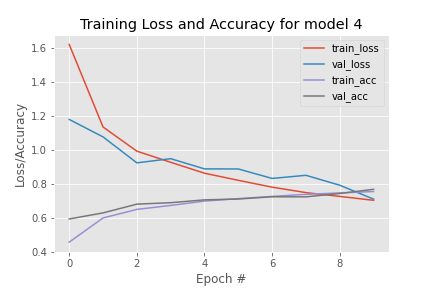 Training Loss and Accuracy for model 4
train_loss
val_loss
train_acc
val_acc
Loss/Accuracy
1.6
1.4
1.2
1.0
0.8
0.6
0.4
0 2 4 6 8
Epoch #